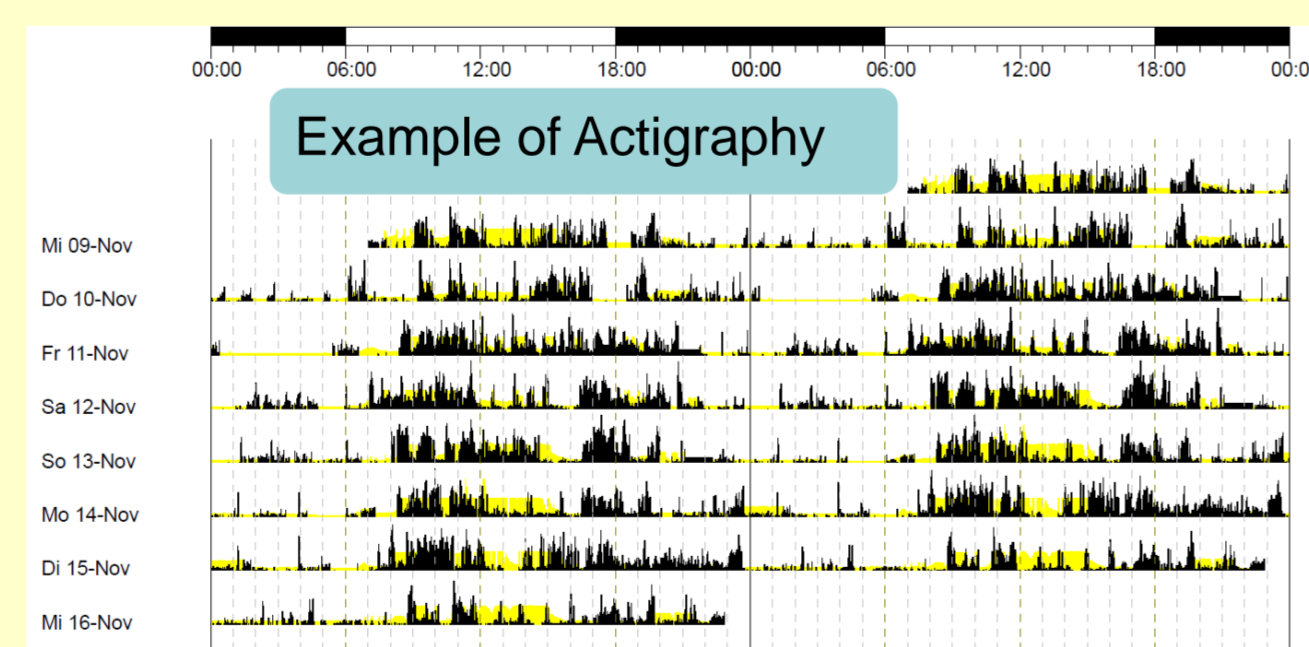 00:00 06:00 12:00 18:00 00:00 06:00 12:00 18:00 00:0
Example of Actigraphy
Mi 09-Nov
Do 10-Nov
Fr 11-Nov
Sa 12-Nov
So 13-Nov
Mo 14-Nov
Di 15-Nov
Mi 16-Nov